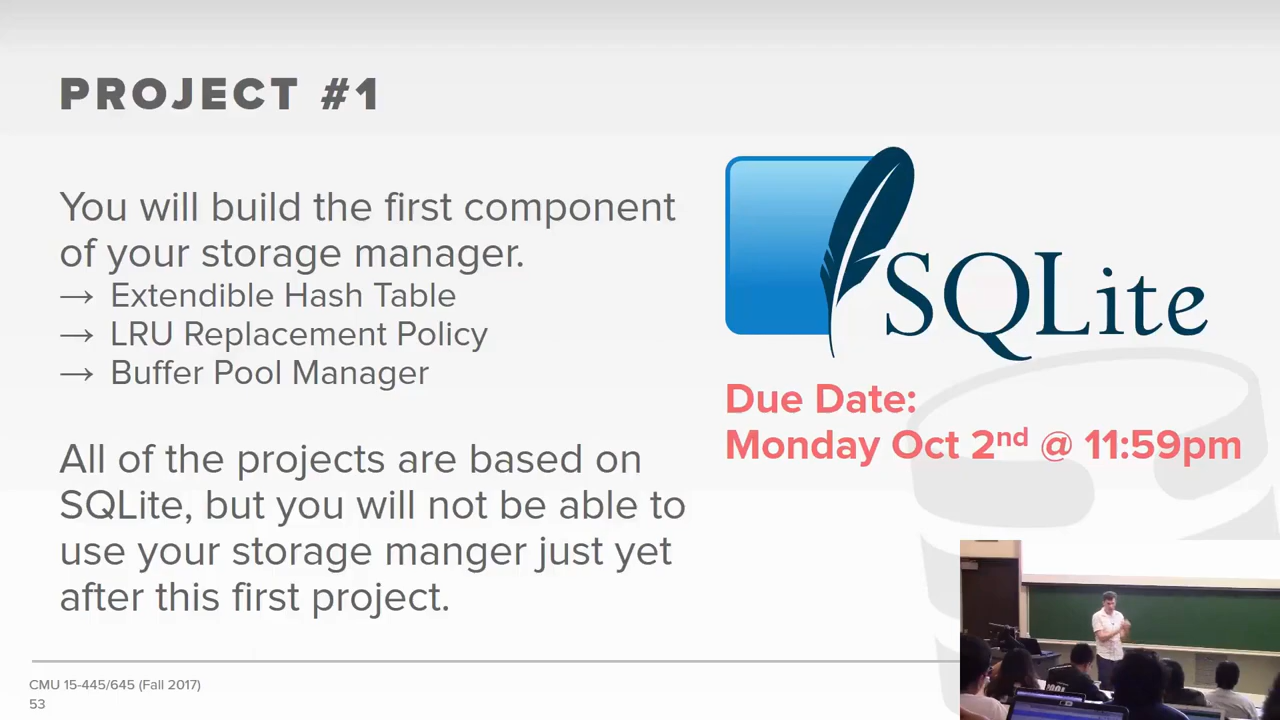 PROJECT #1
You will build the first component
of your storage manager.
→ Extendible Hash Table
→ LRU Replacement Policy
→ Buffer Pool Manager
All of the projects are based on
SQLite, but you will not be able to
use your storage manger just yet
after this first project.
SQLite
Due Date:
Monday Oct 2nd @ 11:59pm
CMU 15-445/645 (Fall 2017)
53